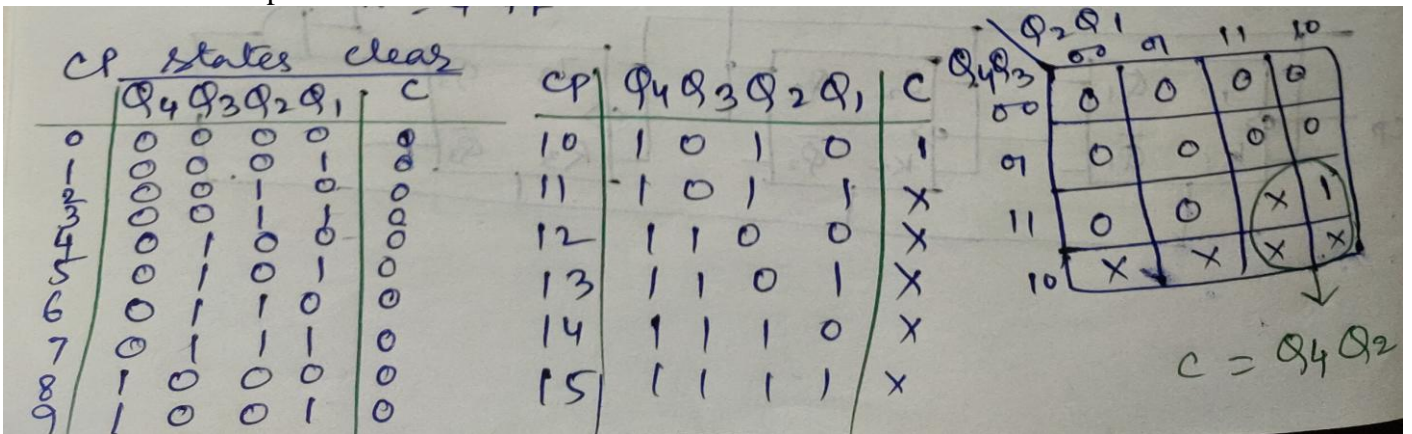 CP states clear
Q4 Q3 Q2 Q1 C
0 0 0 0 0 0
1 0 0 0 1 0
2 0 0 1 0 0
3 0 0 1 1 0
4 0 1 0 0 0
5 0 1 0 1 0
6 0 1 1 0 0
7 0 1 1 1 0
8 1 0 0 0 0
9 1 0 0 1 0
CP Q4 Q3 Q2 Q1 C
10 1 0 1 0 1
11 1 0 1 1 X
12 1 1 0 0 X
13 1 1 0 1 X
14 1 1 1 0 X
15 1 1 1 1 X
Q2Q1
Q4Q3 00 01 11 10
00 0 0 0 0
01 0 0 0 0
11 0 0 X 1
10 X X X X
C = Q4 Q2